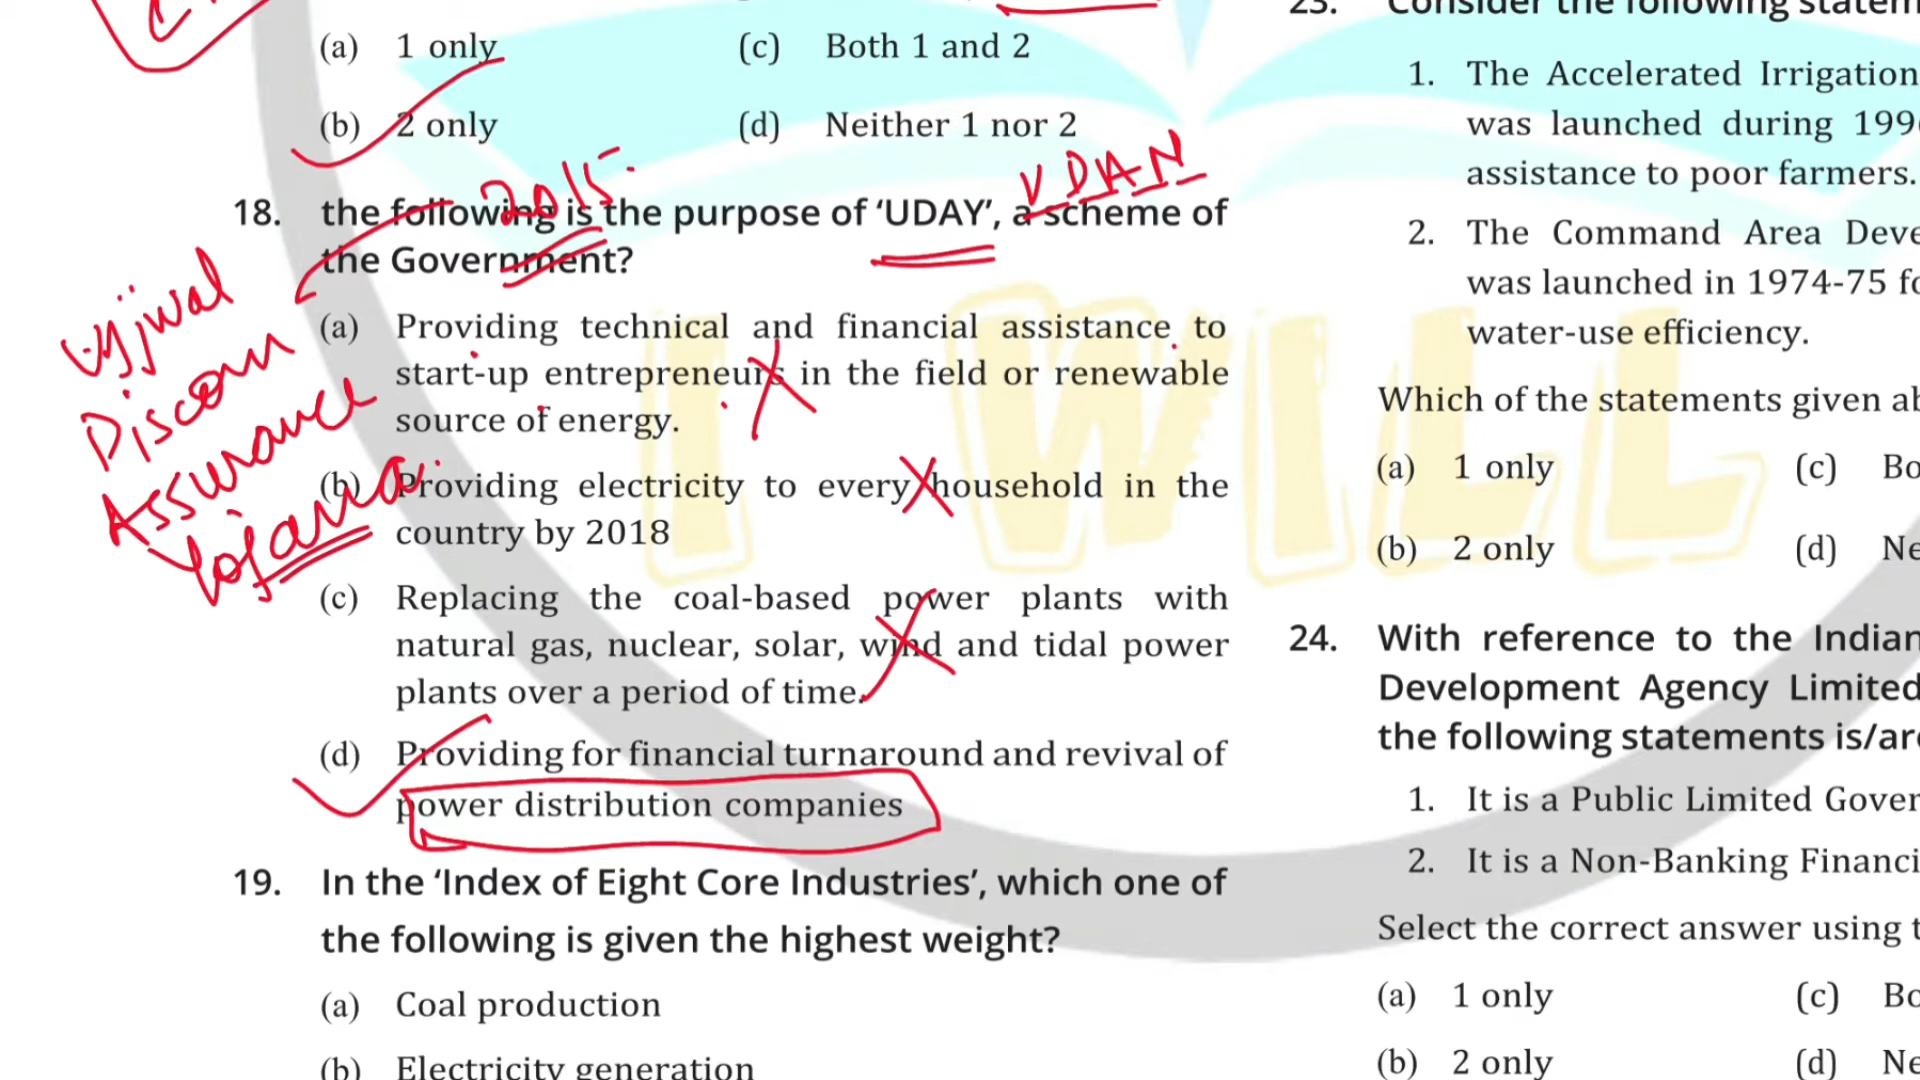 (a) 1 only
(c) Both 1 and 2
(b) 2 only
(d) Neither 1 nor 2
2015
UDAN
18. the following is the purpose of ‘UDAY’, a scheme of
the Government?
Ujjwal
Discom
Assurance
Yojana
(a) Providing technical and financial assistance to
start-up entrepreneurs in the field or renewable
source of energy.
(b) Providing electricity to every household in the
country by 2018
(c) Replacing the coal-based power plants with
natural gas, nuclear, solar, wind and tidal power
plants over a period of time.
(d) Providing for financial turnaround and revival of
power distribution companies
19. In the ‘Index of Eight Core Industries’, which one of
the following is given the highest weight?
(a) Coal production
(b) Electricity generation
23. Consider the following statem
1. The Accelerated Irrigation
was launched during 199
assistance to poor farmers.
2. The Command Area Deve
was launched in 1974-75 fo
water-use efficiency.
Which of the statements given ab
(a) 1 only
(c) Bo
(b) 2 only
(d) Ne
24. With reference to the Indian
Development Agency Limited
the following statements is/are
1. It is a Public Limited Gover
2. It is a Non-Banking Financi
Select the correct answer using t
(a) 1 only
(c) Bo
(b) 2 only
(d) Ne
I WILL